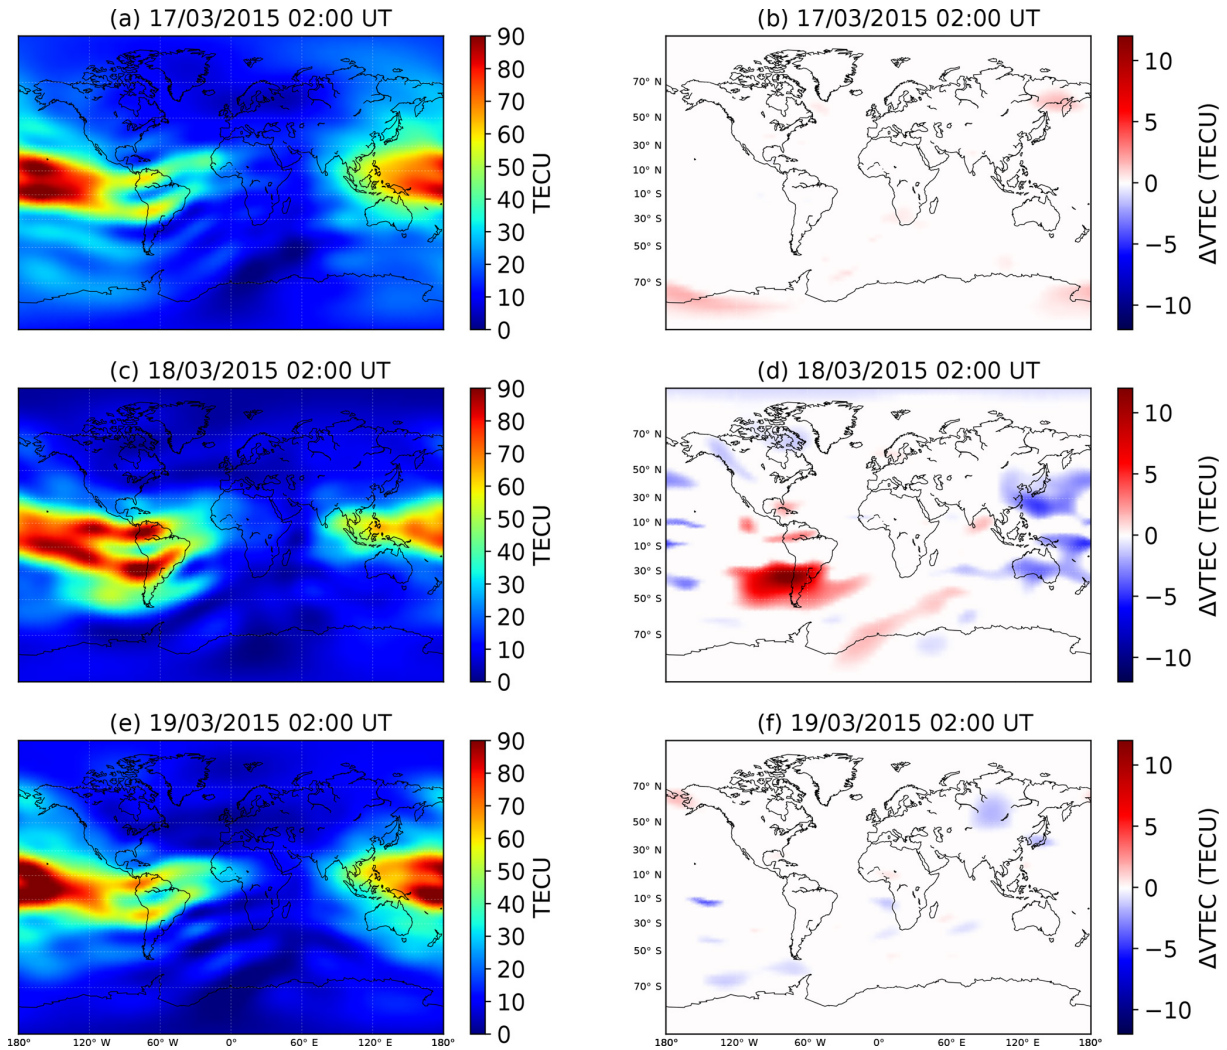 (a) 17/03/2015 02:00 UT
90
80
70
60
50
40
30
20
10
0
TECU
(b) 17/03/2015 02:00 UT
70° N
50° N
30° N
10° N
10° S
30° S
50° S
70° S
10
5
0
−5
−10
ΔVTEC (TECU)
(c) 18/03/2015 02:00 UT
90
80
70
60
50
40
30
20
10
0
TECU
(d) 18/03/2015 02:00 UT
70° N
50° N
30° N
10° N
10° S
30° S
50° S
70° S
10
5
0
−5
−10
ΔVTEC (TECU)
(e) 19/03/2015 02:00 UT
90
80
70
60
50
40
30
20
10
0
TECU
180° 120° W 60° W 0° 60° E 120° E 180°
(f) 19/03/2015 02:00 UT
70° N
50° N
30° N
10° N
10° S
30° S
50° S
70° S
10
5
0
−5
−10
ΔVTEC (TECU)
180° 120° W 60° W 0° 60° E 120° E 180°